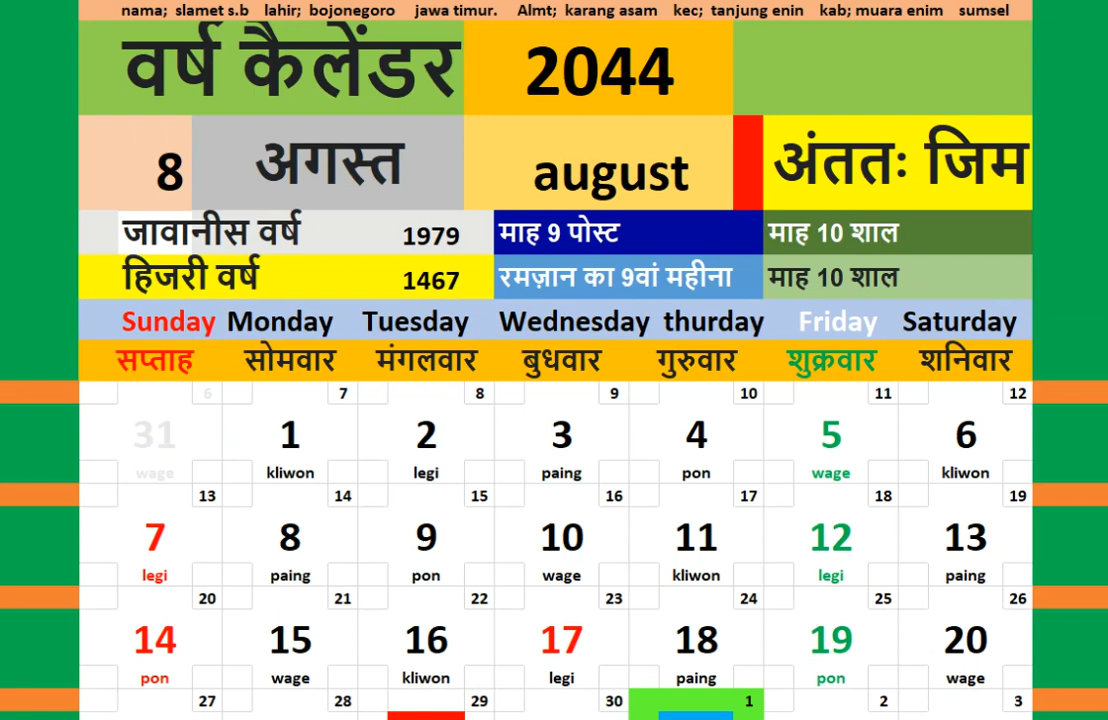 nama; slamet s.b lahir; bojonegoro jawa timur. Almt; karang asam kec; tanjung enin kab; muara enim sumsel
वर्ष कैलेंडर 2044
8 अगस्त august अंततः जिम
जावानीस वर्ष 1979 माह 9 पोस्ट माह 10 शाल
हिजरी वर्ष 1467 रमज़ान का 9वां महीना माह 10 शाल
Sunday Monday Tuesday Wednesday thurday Friday Saturday
सप्ताह सोमवार मंगलवार बुधवार गुरुवार शुक्रवार शनिवार
6 7 8 9 10 11 12
31 1 2 3 4 5 6
wage kliwon legi paing pon wage kliwon
13 14 15 16 17 18 19
7 8 9 10 11 12 13
legi paing pon wage kliwon legi paing
20 21 22 23 24 25 26
14 15 16 17 18 19 20
pon wage kliwon legi paing pon wage
27 28 29 30 1 2 3